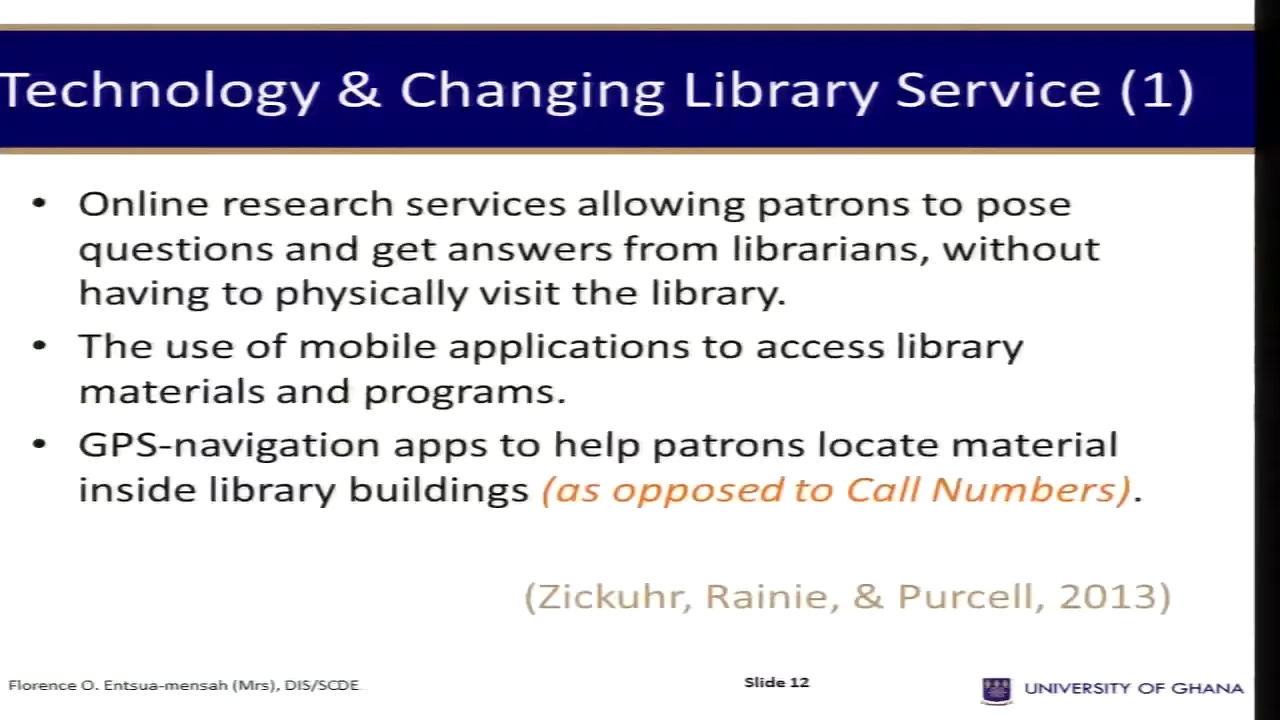 Technology & Changing Library Service (1)
• Online research services allowing patrons to pose
questions and get answers from librarians, without
having to physically visit the library.
• The use of mobile applications to access library
materials and programs.
• GPS-navigation apps to help patrons locate material
inside library buildings (as opposed to Call Numbers).
(Zickuhr, Rainie, & Purcell, 2013)
Florence O. Entsua-mensah (Mrs), DIS/SCDE
Slide 12
UNIVERSITY OF GHANA